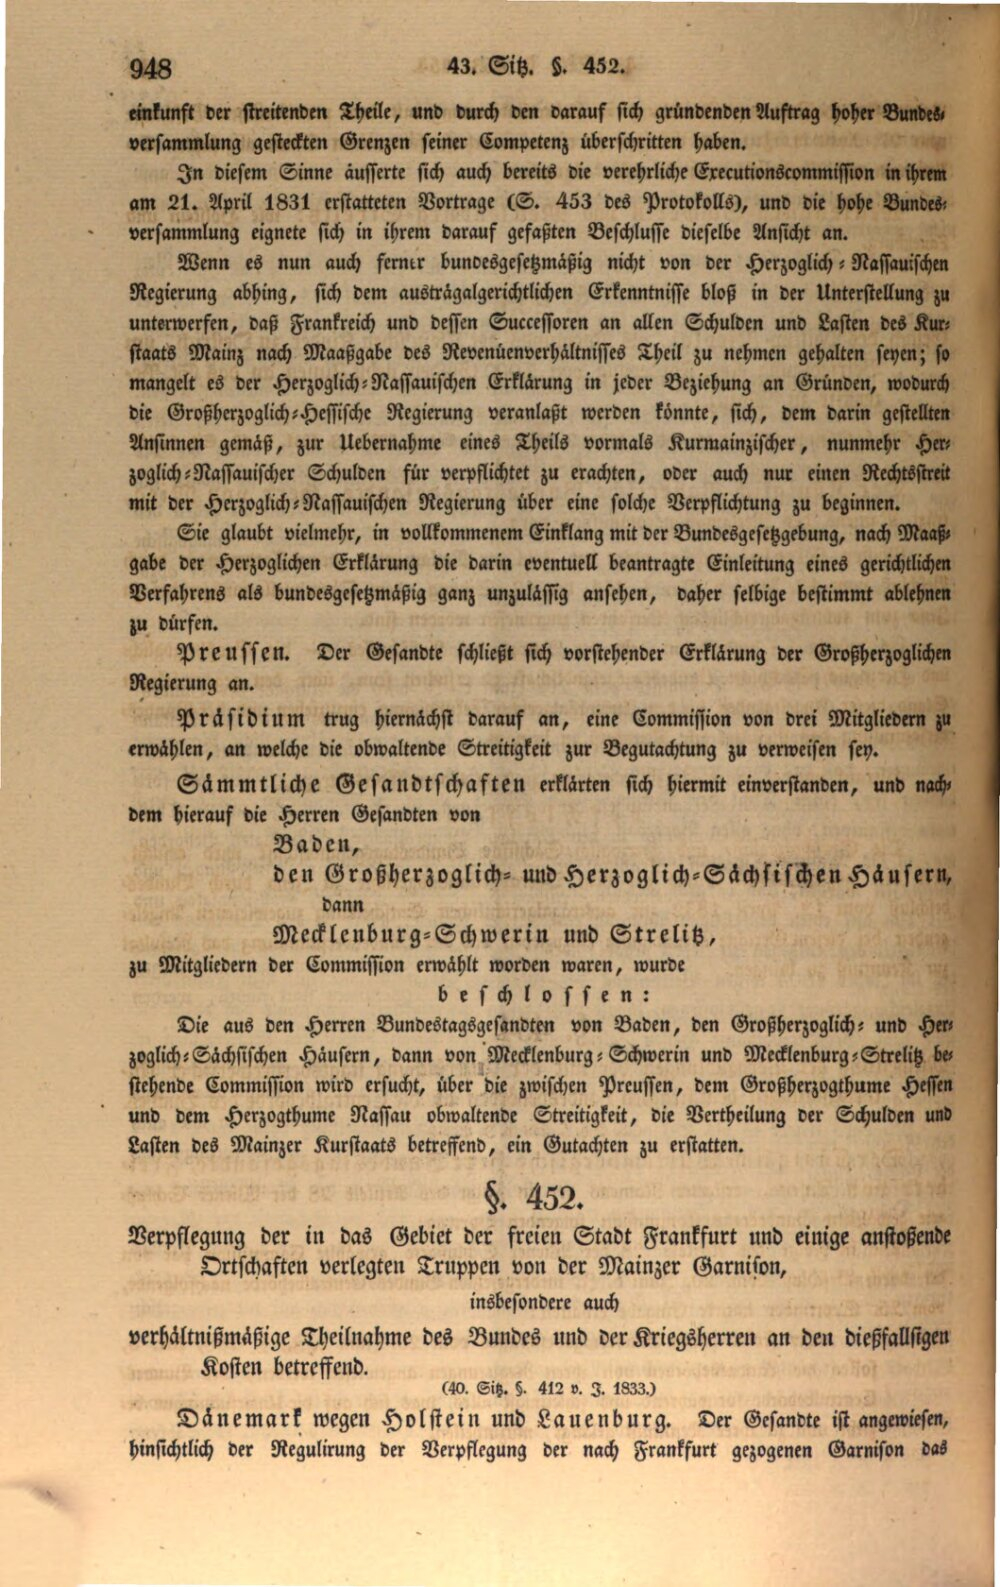 948
43. Sitz. §. 452.
einkunft der streitenden Theile, und durch den darauf sich gründenden Auftrag hoher Bundes-
versammlung gesteckten Grenzen seiner Competenz überschritten haben.
In diesem Sinne äusserte sich auch bereits die verehrliche Executionscommission in ihrem
am 21. April 1831 erstatteten Vortrage (S. 453 des Protokolls), und die hohe Bundes-
versammlung eignete sich in ihrem darauf gefaßten Beschlusse dieselbe Ansicht an.
Wenn es nun auch ferner bundesgesetzmäßig nicht von der Herzoglich-Nassauischen
Regierung abhing, sich dem austrägalgerichtlichen Erkenntnisse bloß in der Unterstellung zu
unterwerfen, daß Frankreich und dessen Successoren an allen Schulden und Lasten des Kur-
staats Mainz nach Maaßgabe des Revenüenverhältnisses Theil zu nehmen gehalten seyen; so
mangelt es der Herzoglich-Nassauischen Erklärung in jeder Beziehung an Gründen, wodurch
die Großherzoglich-Hessische Regierung veranlaßt werden könnte, sich, dem darin gestellten
Ansinnen gemäß, zur Uebernahme eines Theils vormals Kurmainzischer, nunmehr Her-
zoglich-Nassauischer Schulden für verpflichtet zu erachten, oder auch nur einen Rechtsstreit
mit der Herzoglich-Nassauischen Regierung über eine solche Verpflichtung zu beginnen.
Sie glaubt vielmehr, in vollkommenem Einklang mit der Bundesgesetzgebung, nach Maaß-
gabe der Herzoglichen Erklärung die darin eventuell beantragte Einleitung eines gerichtlichen
Verfahrens als bundesgesetzmäßig ganz unzulässig ansehen, daher selbige bestimmt ablehnen
zu dürfen.
Preussen. Der Gesandte schließt sich vorstehender Erklärung der Großherzoglichen
Regierung an.
Präsidium trug hiernächst darauf an, eine Commission von drei Mitgliedern zu
erwählen, an welche die obwaltende Streitigkeit zur Begutachtung zu verweisen sey.
Sämmtliche Gesandtschaften erklärten sich hiermit einverstanden, und nach-
dem hierauf die Herren Gesandten von
Baden,
den Großherzoglich- und Herzoglich-Sächsischen Häusern,
dann
Mecklenburg-Schwerin und Strelitz,
zu Mitgliedern der Commission erwählt worden waren, wurde
beschlossen:
Die aus den Herren Bundestagsgesandten von Baden, den Großherzoglich- und Her-
zoglich-Sächsischen Häusern, dann von Mecklenburg-Schwerin und Mecklenburg-Strelitz be-
stehende Commission wird ersucht, über die zwischen Preussen, dem Großherzogthume Hessen
und dem Herzogthume Nassau obwaltende Streitigkeit, die Vertheilung der Schulden und
Lasten des Mainzer Kurstaats betreffend, ein Gutachten zu erstatten.
§. 452.
Verpflegung der in das Gebiet der freien Stadt Frankfurt und einige anstoßende
Ortschaften verlegten Truppen von der Mainzer Garnison,
insbesondere auch
verhältnißmäßige Theilnahme des Bundes und der Kriegsherren an den dießfallsigen
Kosten betreffend.
(40. Sitz. §. 412 v. J. 1833.)
Dänemark wegen Holstein und Lauenburg. Der Gesandte ist angewiesen,
hinsichtlich der Regulirung der Verpflegung der nach Frankfurt gezogenen Garnison das